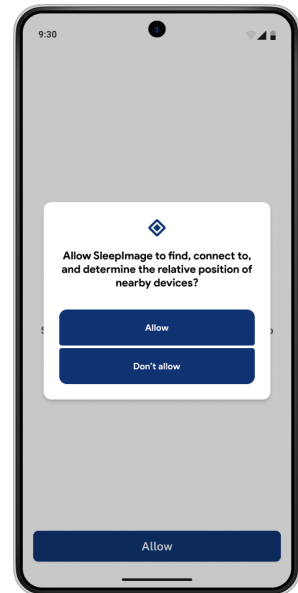 9:30
Allow SleepImage to find, connect to,
and determine the relative position of
nearby devices?
Allow
Don't allow
Allow